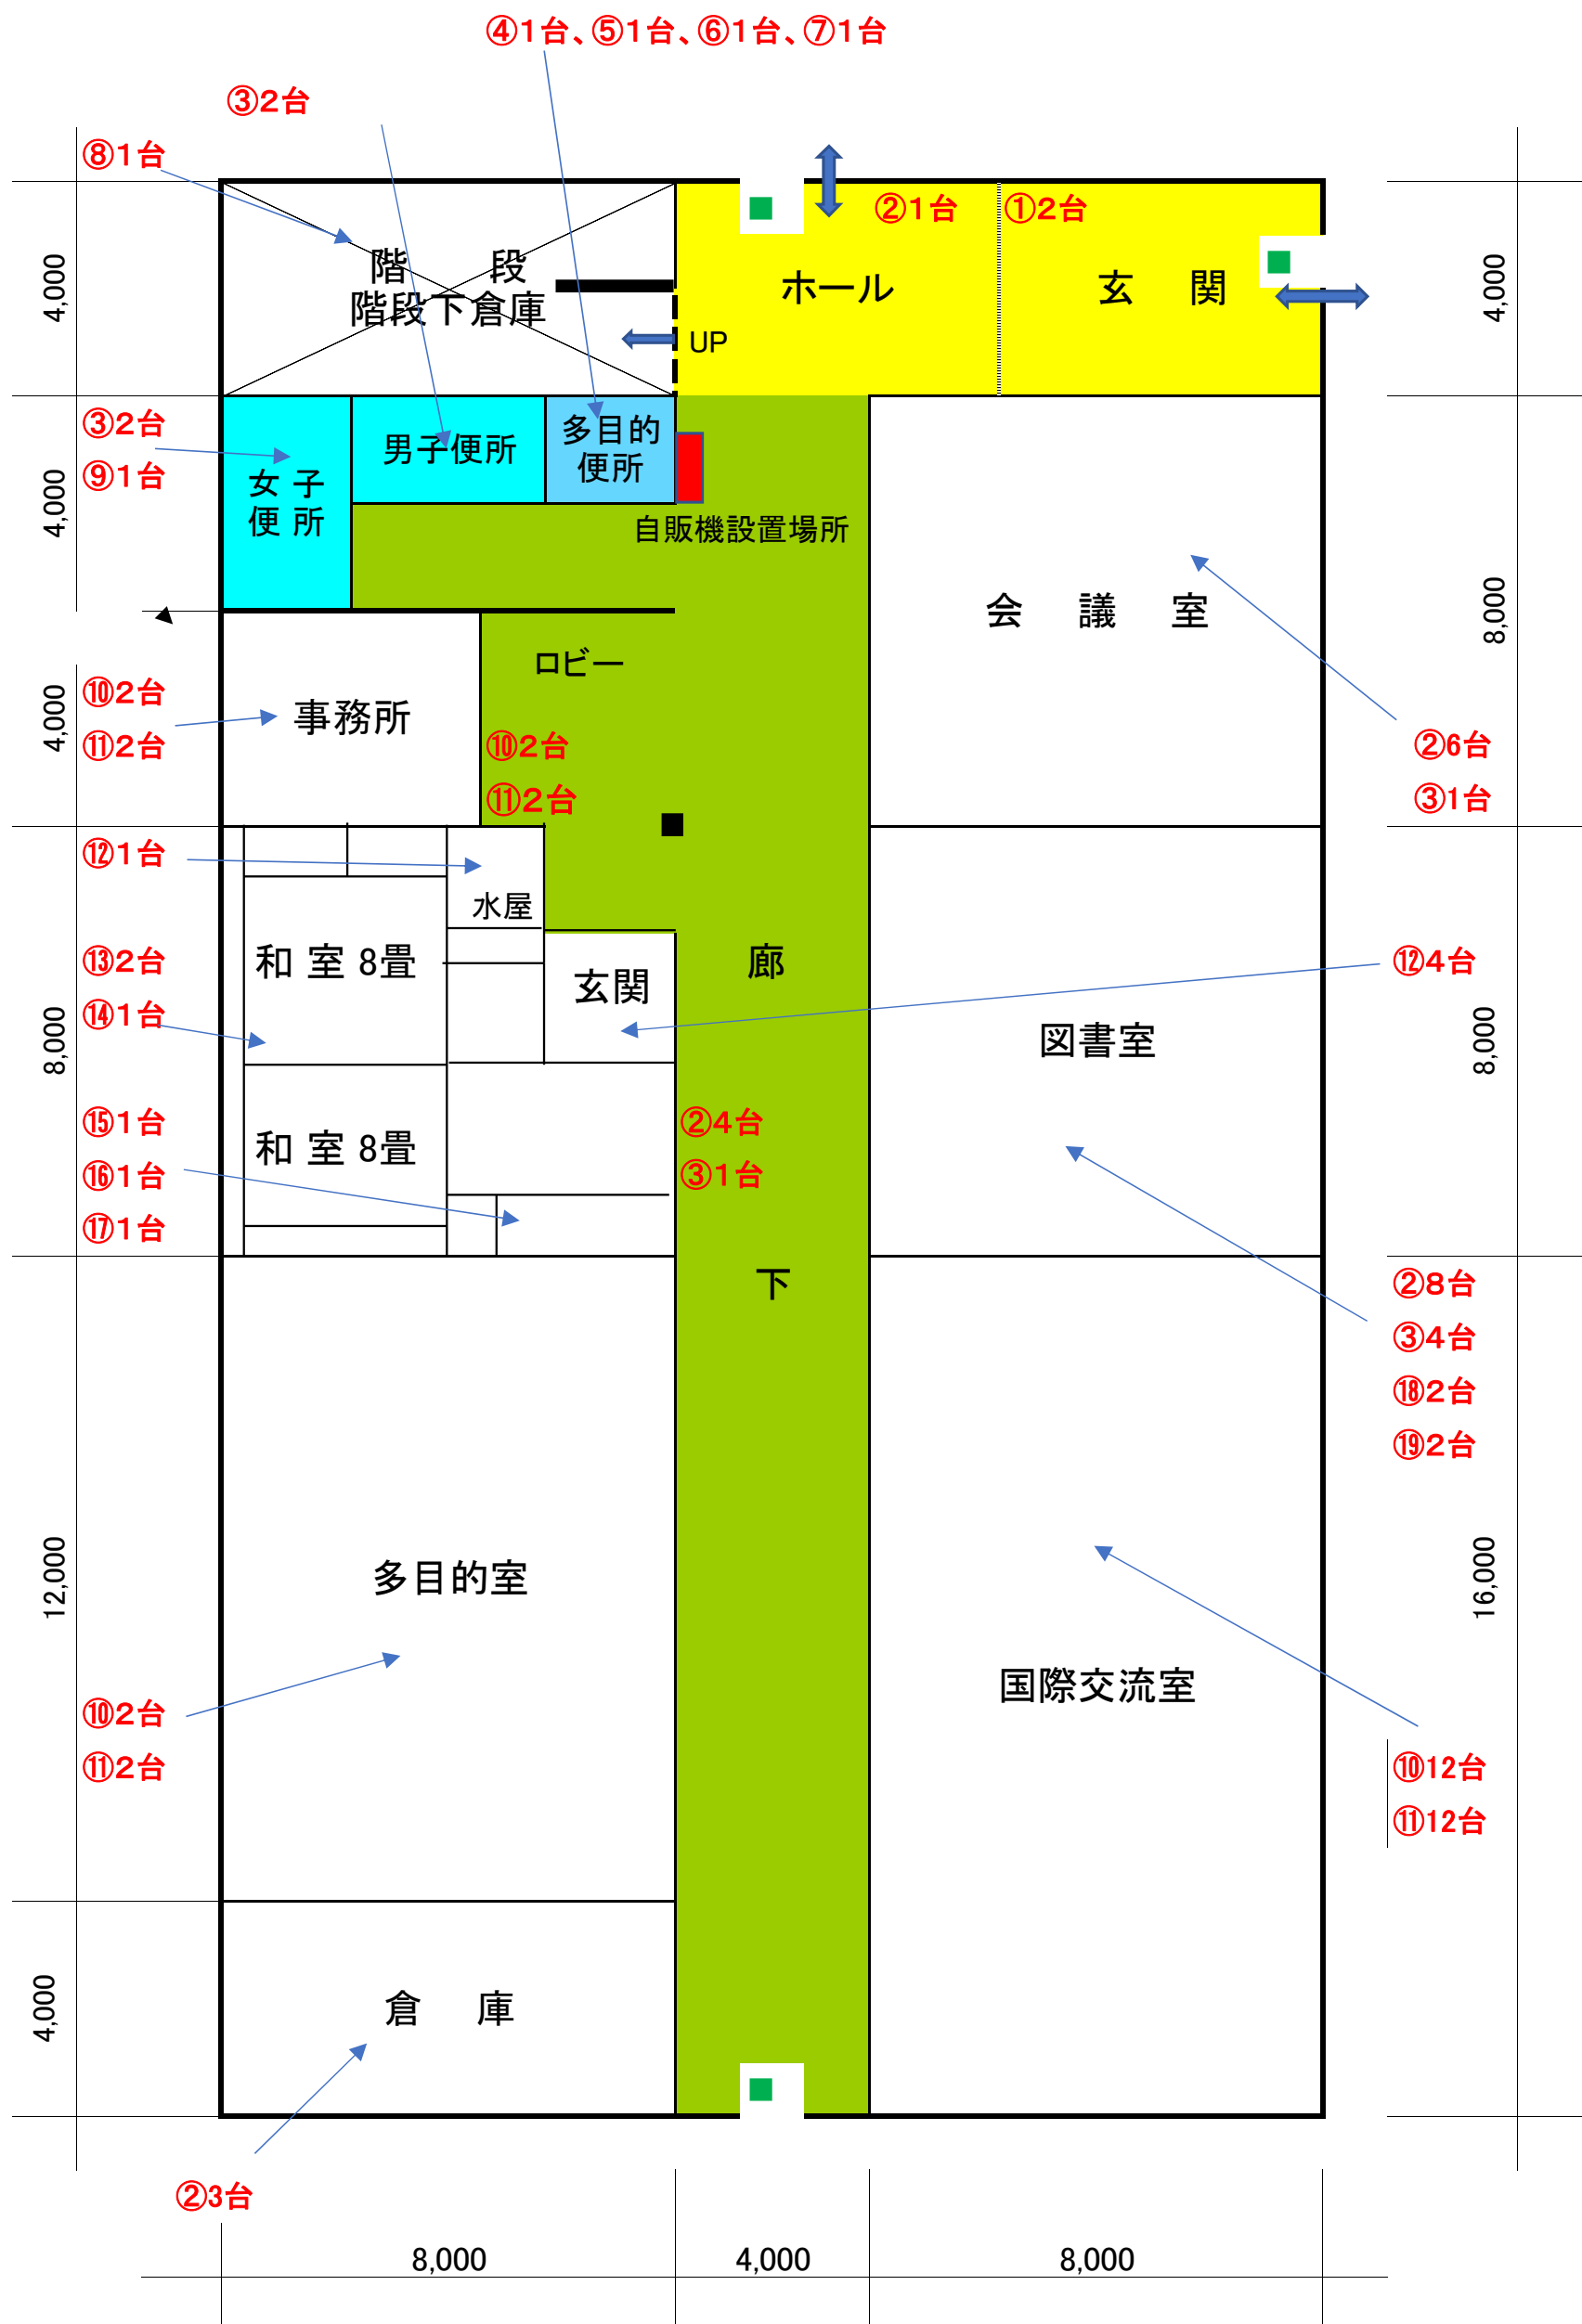 ④１台、⑤１台、⑥１台、⑦１台
③２台
⑧１台
②１台
①２台
4,000
階　　段
階段下倉庫
ホール
玄　関
4,000
UP
③２台
⑨１台
4,000
女 子
便 所
男子便所
多目的
便所
自販機設置場所
会　議　室
8,000
ロビー
4,000
⑩２台
⑪２台
事務所
⑩２台
⑪２台
②6台
③1台
⑫１台
水屋
⑬２台
⑭１台
和 室 8畳
玄関
廊
⑫４台
図書室
8,000
8,000
⑮１台
⑯１台
⑰１台
和 室 8畳
②４台
③１台
下
②８台
③４台
⑱２台
⑲２台
12,000
多目的室
16,000
国際交流室
⑩２台
⑪２台
⑩12台
⑪12台
4,000
倉　庫
②3台
8,000
4,000
8,000